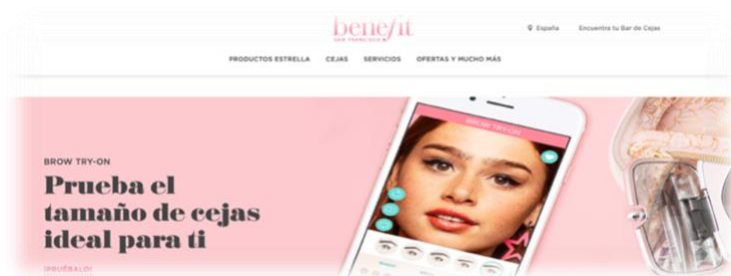 benefit
SAN FRANCISCO
España Encuentra tu Bar de Cejas
PRODUCTOS ESTRELLA CEJAS SERVICIOS OFERTAS Y MUCHO MÁS
BROW TRY-ON
BROW TRY-ON
Prueba el
tamaño de cejas
ideal para ti
¡PRUÉBALO!